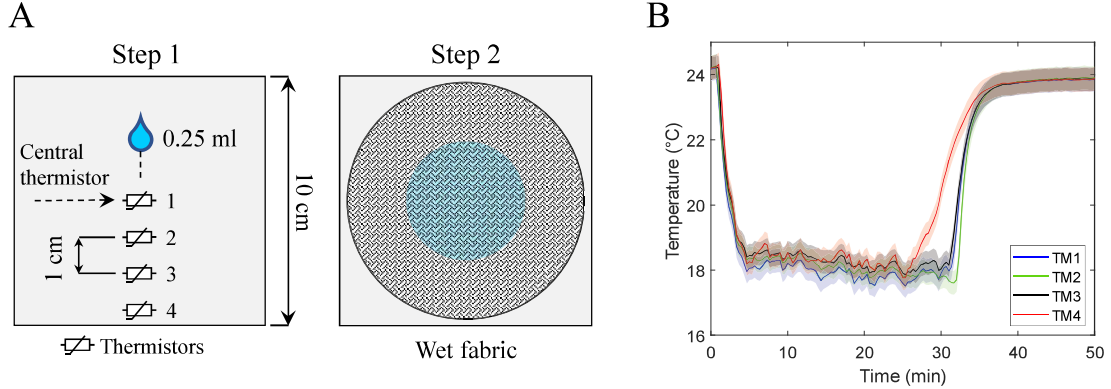 A
Step 1
Step 2
0.25 ml
Central
thermistor
1
2
1 cm
3
4
10 cm
Thermistors
Wet fabric
B
24
22
20
18
16
Temperature (°C)
TM1
TM2
TM3
TM4
0 10 20 30 40 50
Time (min)